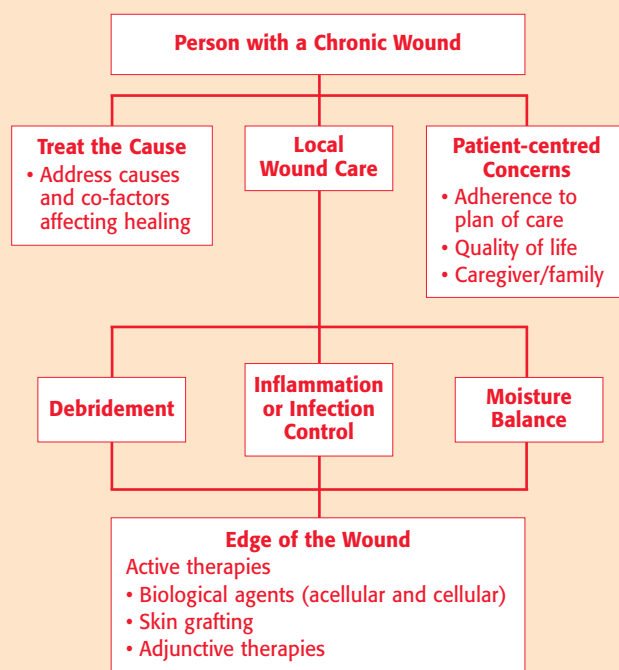 Person with a Chronic Wound
Treat the Cause
• Address causes
and co-factors
affecting healing
Local
Wound Care
Patient-centred
Concerns
• Adherence to
plan of care
• Quality of life
• Caregiver/family
Debridement
Inflammation
or Infection
Control
Moisture
Balance
Edge of the Wound
Active therapies
• Biological agents (acellular and cellular)
• Skin grafting
• Adjunctive therapies